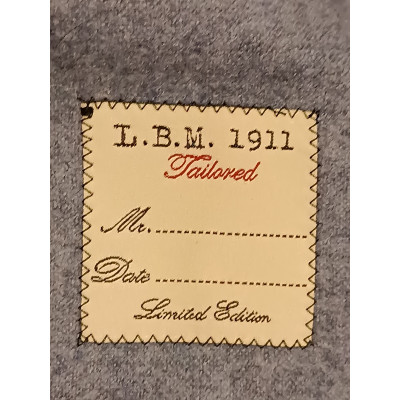 L.B.M. 1911
Tailored
Mr. ........................................
Date ........................................
Limited Edition